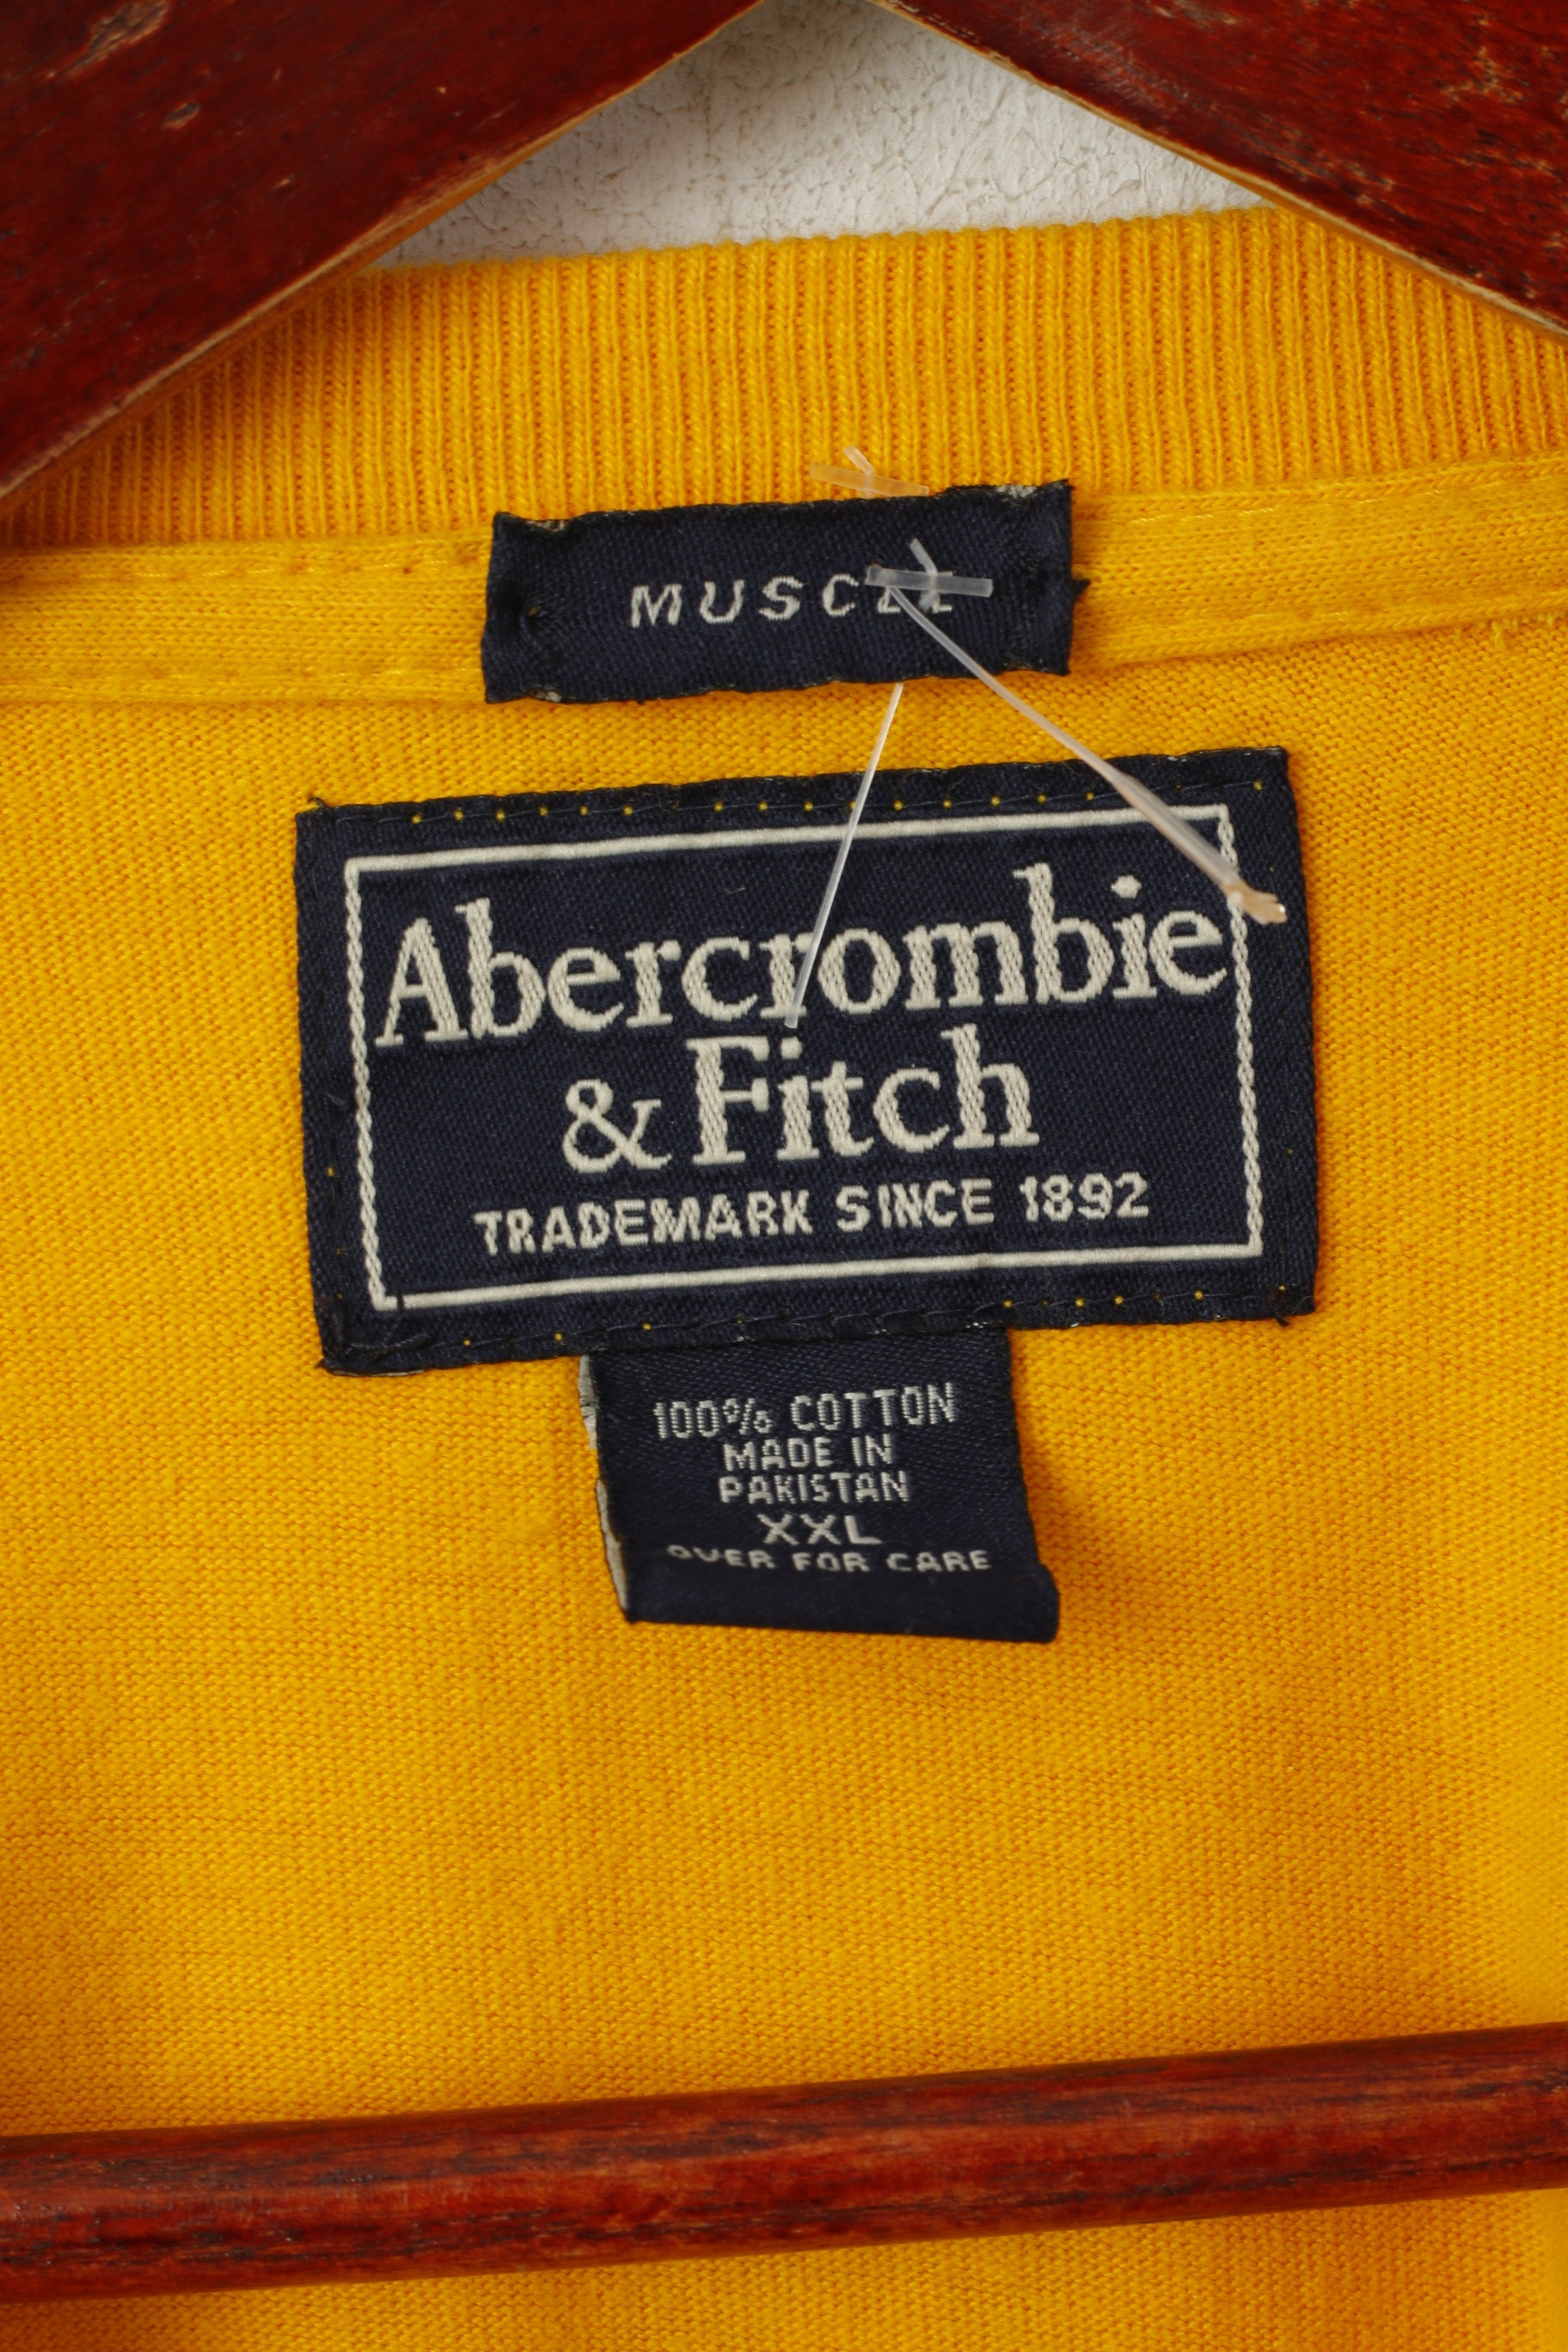 MUSCLE
Abercrombie
& Fitch
TRADEMARK SINCE 1892
100% COTTON
MADE IN
PAKISTAN
XXL
OVER FOR CARE